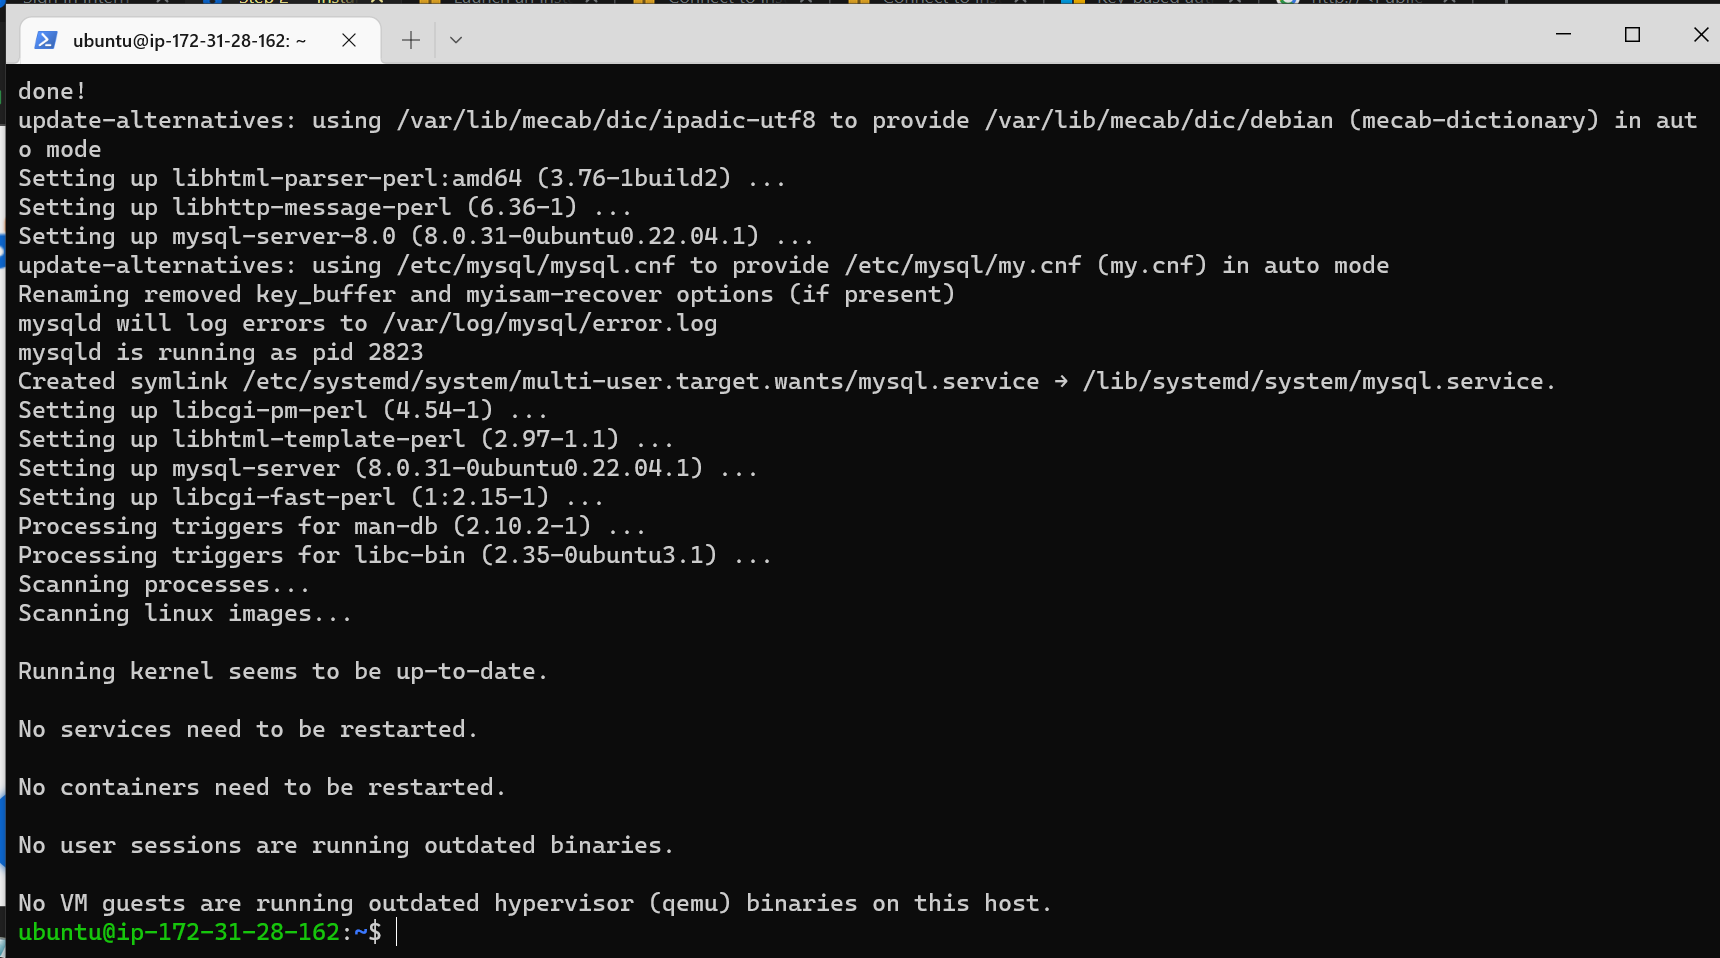 ubuntu@ip-172-31-28-162: ~
done!
update-alternatives: using /var/lib/mecab/dic/ipadic-utf8 to provide /var/lib/mecab/dic/debian (mecab-dictionary) in aut
o mode
Setting up libhtml-parser-perl:amd64 (3.76-1build2) ...
Setting up libhttp-message-perl (6.36-1) ...
Setting up mysql-server-8.0 (8.0.31-0ubuntu0.22.04.1) ...
update-alternatives: using /etc/mysql/mysql.cnf to provide /etc/mysql/my.cnf (my.cnf) in auto mode
Renaming removed key_buffer and myisam-recover options (if present)
mysqld will log errors to /var/log/mysql/error.log
mysqld is running as pid 2823
Created symlink /etc/systemd/system/multi-user.target.wants/mysql.service → /lib/systemd/system/mysql.service.
Setting up libcgi-pm-perl (4.54-1) ...
Setting up libhtml-template-perl (2.97-1.1) ...
Setting up mysql-server (8.0.31-0ubuntu0.22.04.1) ...
Setting up libcgi-fast-perl (1:2.15-1) ...
Processing triggers for man-db (2.10.2-1) ...
Processing triggers for libc-bin (2.35-0ubuntu3.1) ...
Scanning processes...
Scanning linux images...
Running kernel seems to be up-to-date.
No services need to be restarted.
No containers need to be restarted.
No user sessions are running outdated binaries.
No VM guests are running outdated hypervisor (qemu) binaries on this host.
ubuntu@ip-172-31-28-162:~$